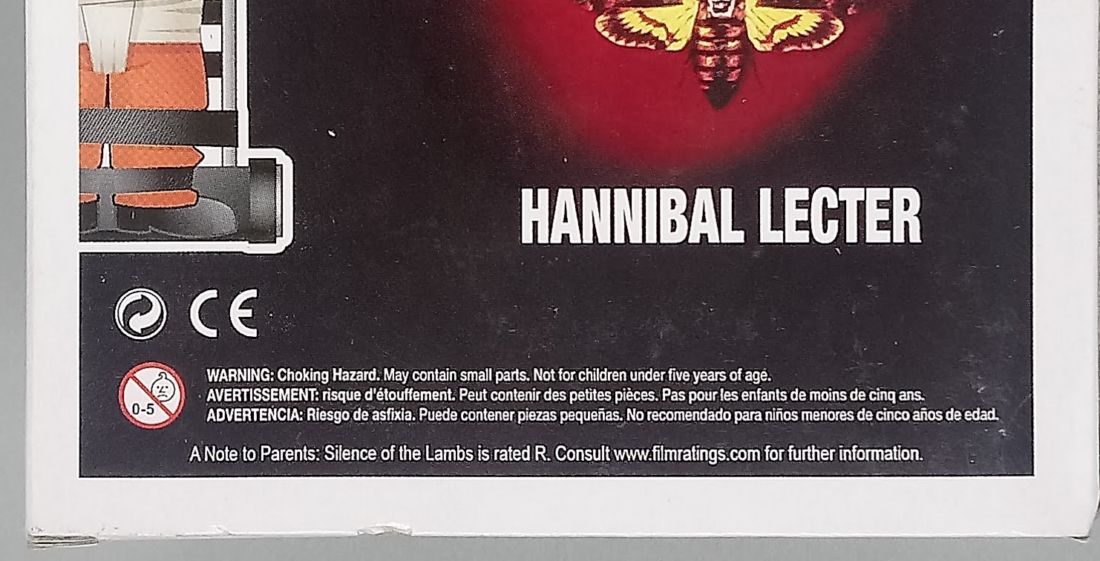 HANNIBAL LECTER
CE
0-5
WARNING: Choking Hazard. May contain small parts. Not for children under five years of age.
AVERTISSEMENT: risque d'étouffement. Peut contenir des petites pièces. Pas pour les enfants de moins de cinq ans.
ADVERTENCIA: Riesgo de asfixia. Puede contener piezas pequeñas. No recomendado para niños menores de cinco años de edad.
A Note to Parents: Silence of the Lambs is rated R. Consult www.filmratings.com for further information.